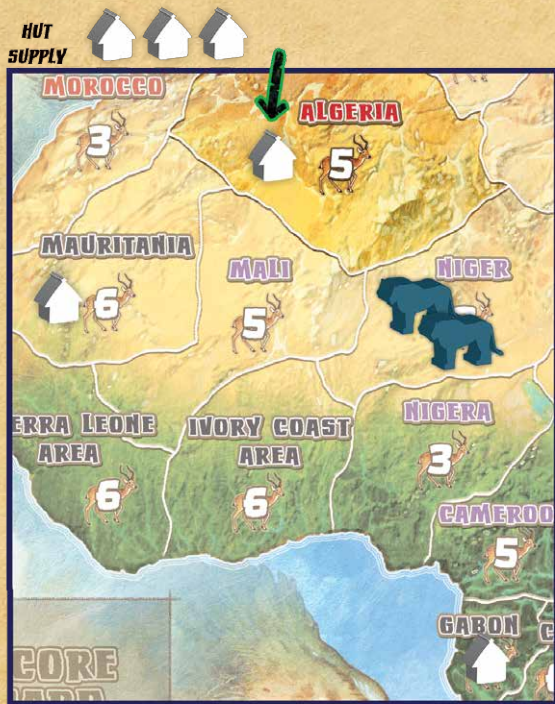 HUT
SUPPLY
MOROCCO
3
ALGERIA
5
MAURITANIA
6
MALI
5
NIGER
ERRA LEONE
AREA
6
IVORY COAST
AREA
6
NIGERA
3
CAMEROO
5
GABON
C
CORE